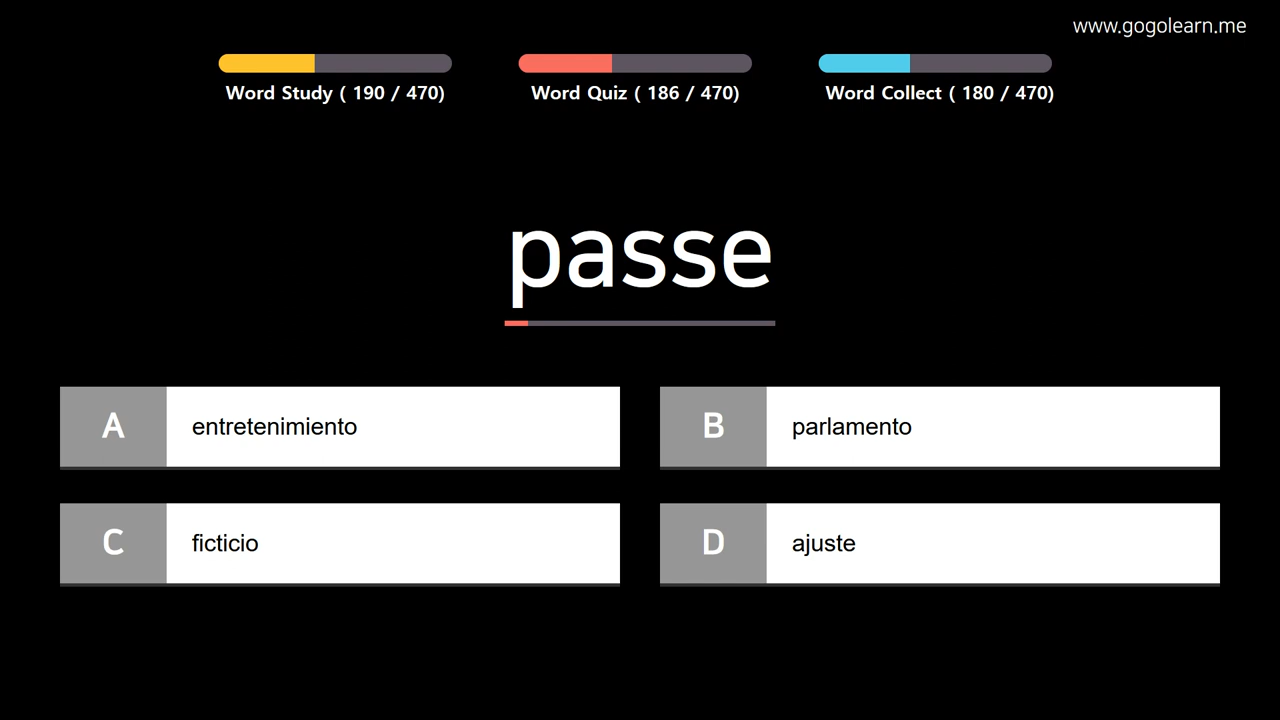 www.gogolearn.me
Word Study ( 190 / 470)
Word Quiz ( 186 / 470)
Word Collect ( 180 / 470)
passe
A entretenimiento
B parlamento
C ficticio
D ajuste